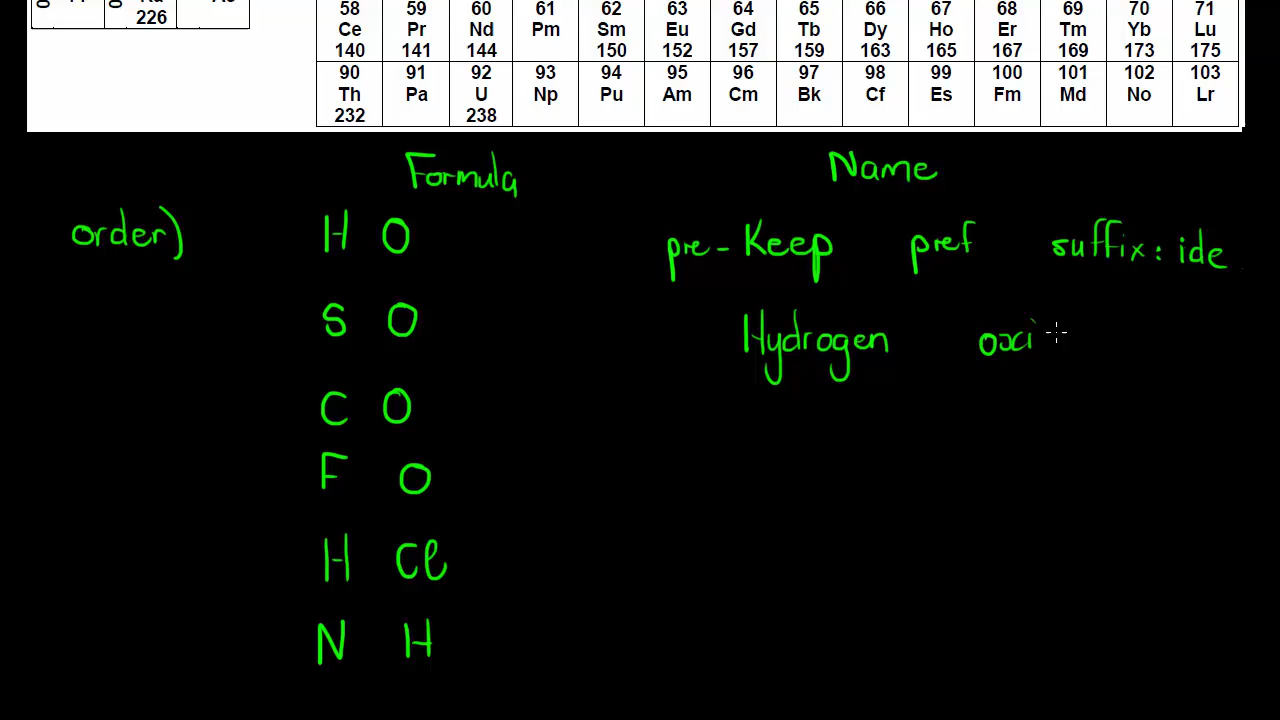 226
58 59 60 61 62 63 64 65 66 67 68 69 70 71
Ce Pr Nd Pm Sm Eu Gd Tb Dy Ho Er Tm Yb Lu
140 141 144 150 152 157 159 163 165 167 169 173 175
90 91 92 93 94 95 96 97 98 99 100 101 102 103
Th Pa U Np Pu Am Cm Bk Cf Es Fm Md No Lr
232 238
Formula Name
order) H O pre- Keep pref suffix: ide
S O Hydrogen oxi
C O
F O
H Cl
N H